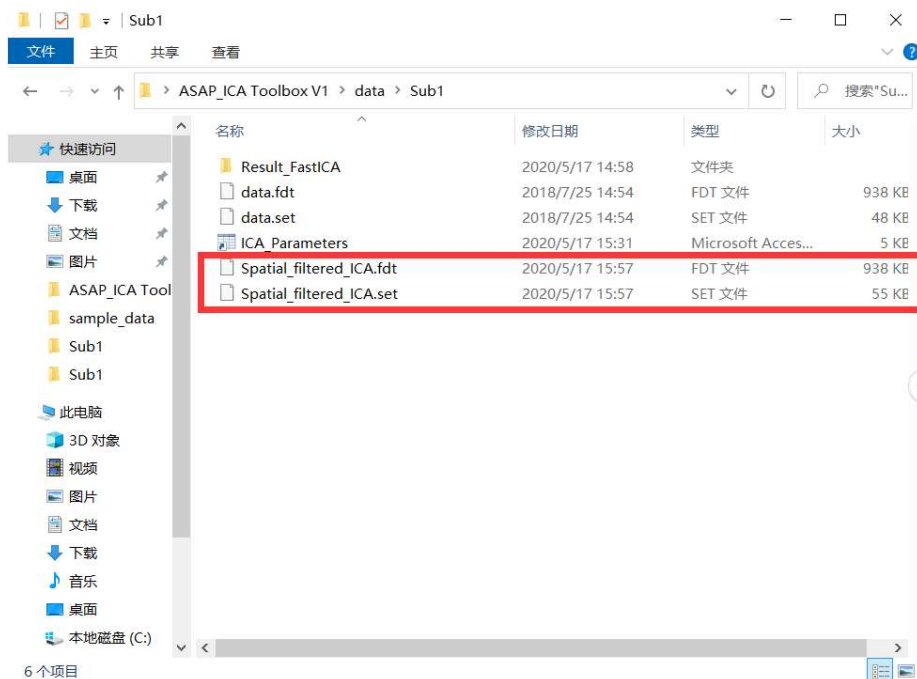 Sub1
文件 主页 共享 查看
ASAP_ICA Toolbox V1 > data > Sub1 搜索"Su...
名称 修改日期 类型 大小
快速访问
桌面
下载
文档
图片
ASAP_ICA Tool
sample_data
Sub1
Sub1
此电脑
3D 对象
视频
图片
文档
下载
音乐
桌面
本地磁盘 (C:)
Result_FastICA 2020/5/17 14:58 文件夹
data.fdt 2018/7/25 14:54 FDT 文件 938 KB
data.set 2018/7/25 14:54 SET 文件 48 KB
ICA_Parameters 2020/5/17 15:31 Microsoft Acces... 5 KB
Spatial_filtered_ICA.fdt 2020/5/17 15:57 FDT 文件 938 KB
Spatial_filtered_ICA.set 2020/5/17 15:57 SET 文件 55 KB
6 个项目